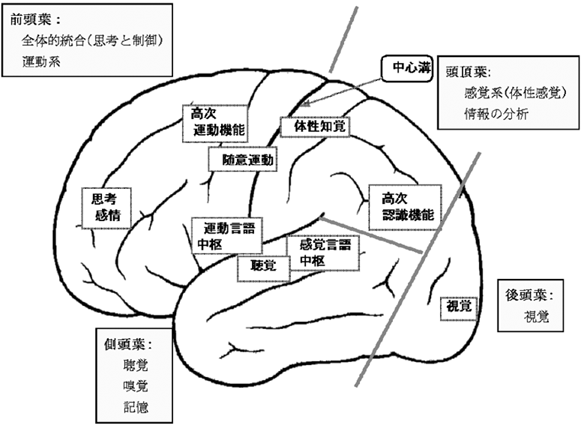 前頭葉：
全体的統合（思考と制御）
運動系
中心溝
頭頂葉：
感覚系（体性感覚）
情報の分析
高次
運動機能
体性知覚
随意運動
思考
感情
高次
認識機能
運動言語
中枢
感覚言語
中枢
聴覚
視覚
後頭葉：
視覚
側頭葉：
聴覚
嗅覚
記憶